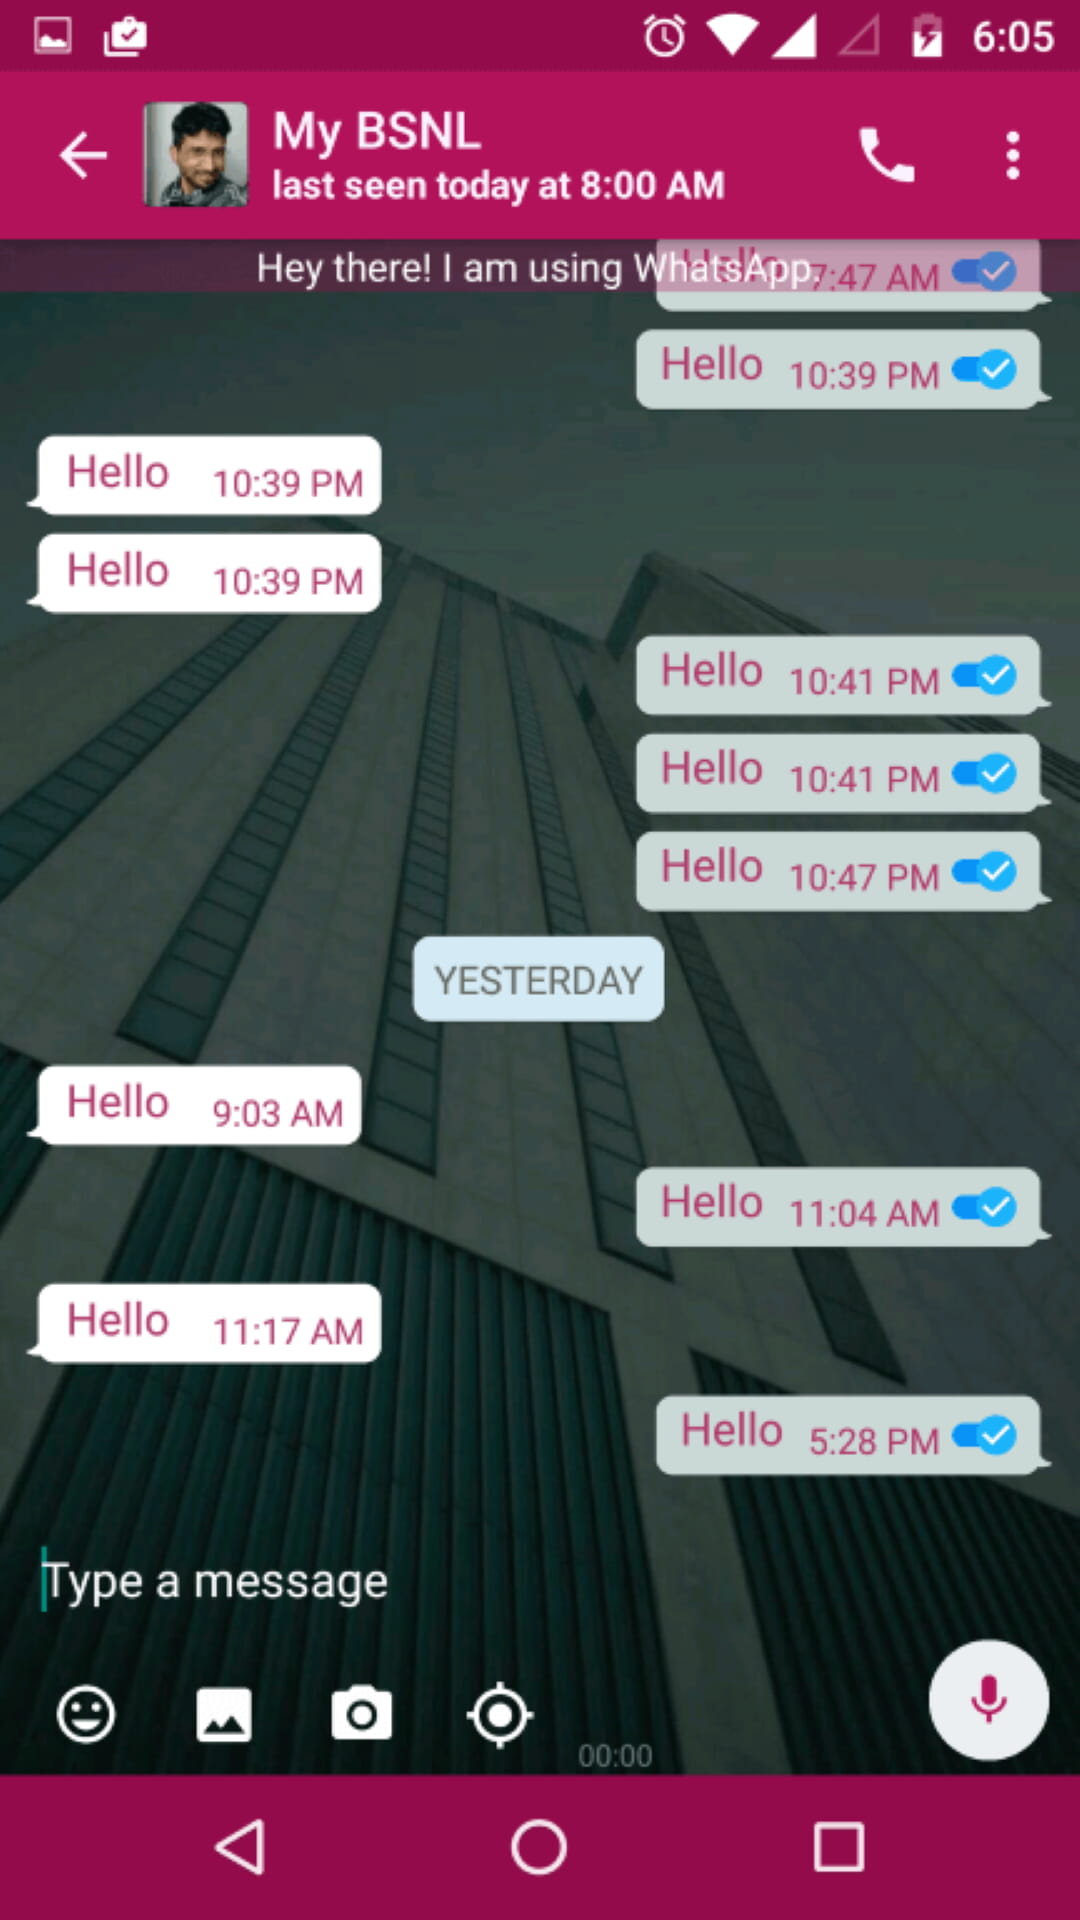 6:05
My BSNL
last seen today at 8:00 AM
Hey there! I am using WhatsApp.
Hello 7:47 AM
Hello 10:39 PM
Hello 10:39 PM
Hello 10:39 PM
Hello 10:41 PM
Hello 10:41 PM
Hello 10:47 PM
YESTERDAY
Hello 9:03 AM
Hello 11:04 AM
Hello 11:17 AM
Hello 5:28 PM
Type a message
00:00